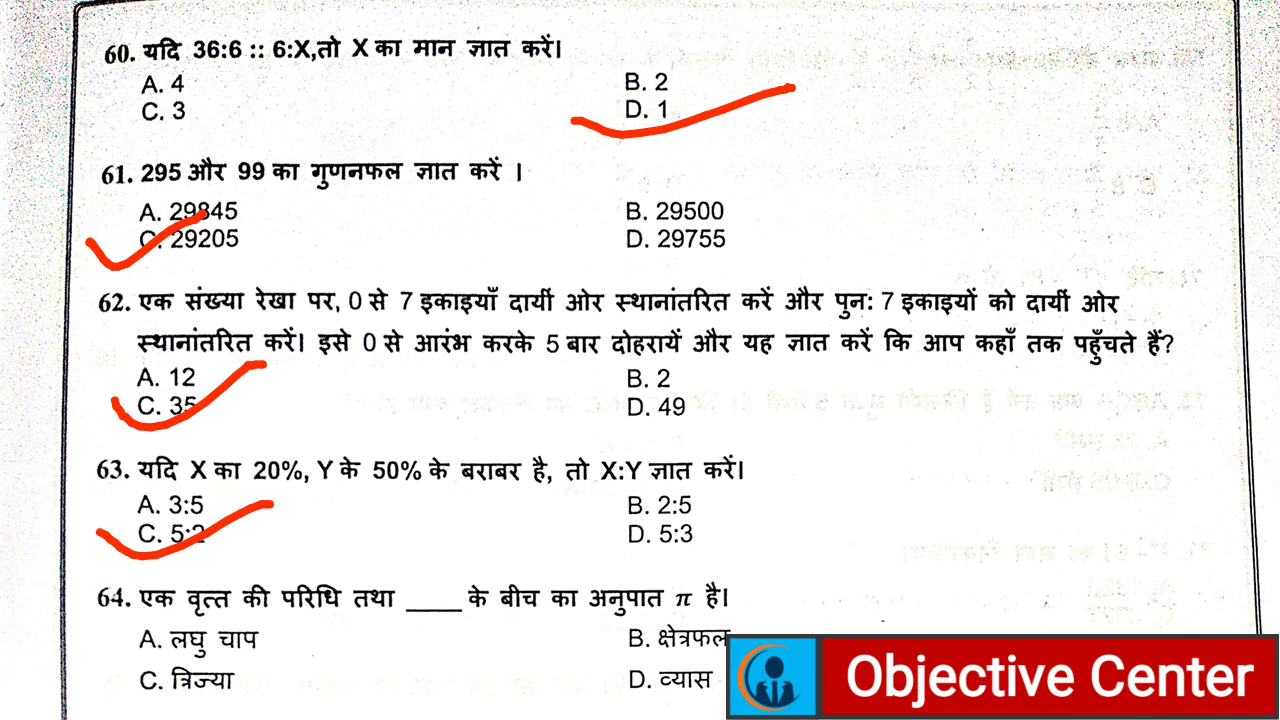 60. यदि 36:6 :: 6:X,तो X का मान ज्ञात करें।
A. 4 B. 2
C. 3 D. 1
61. 295 और 99 का गुणनफल ज्ञात करें ।
A. 29845 B. 29500
C. 29205 D. 29755
62. एक संख्या रेखा पर, 0 से 7 इकाइयाँ दायीं ओर स्थानांतरित करें और पुन: 7 इकाइयों को दायीं ओर
स्थानांतरित करें। इसे 0 से आरंभ करके 5 बार दोहरायें और यह ज्ञात करें कि आप कहाँ तक पहुँचते हैं?
A. 12 B. 2
C. 35 D. 49
63. यदि X का 20%, Y के 50% के बराबर है, तो X:Y ज्ञात करें।
A. 3:5 B. 2:5
C. 5:2 D. 5:3
64. एक वृत्त की परिधि तथा ____ के बीच का अनुपात π है।
A. लघु चाप B. क्षेत्रफल
C. त्रिज्या D. व्यास
Objective Center